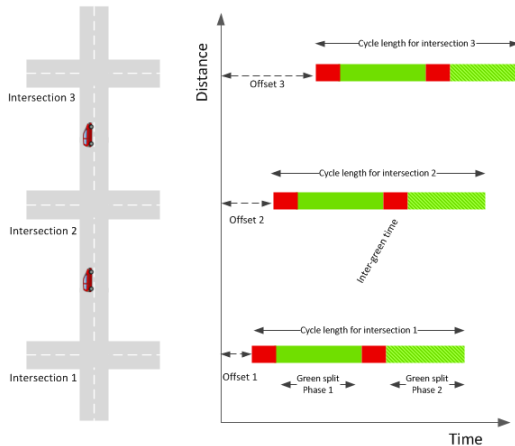 Intersection 3
Intersection 2
Intersection 1
Distance
Cycle length for intersection 3
Offset 3
Cycle length for intersection 2
Offset 2
Inter-green time
Cycle length for intersection 1
Offset 1
Green split
Phase 1
Green split
Phase 2
Time